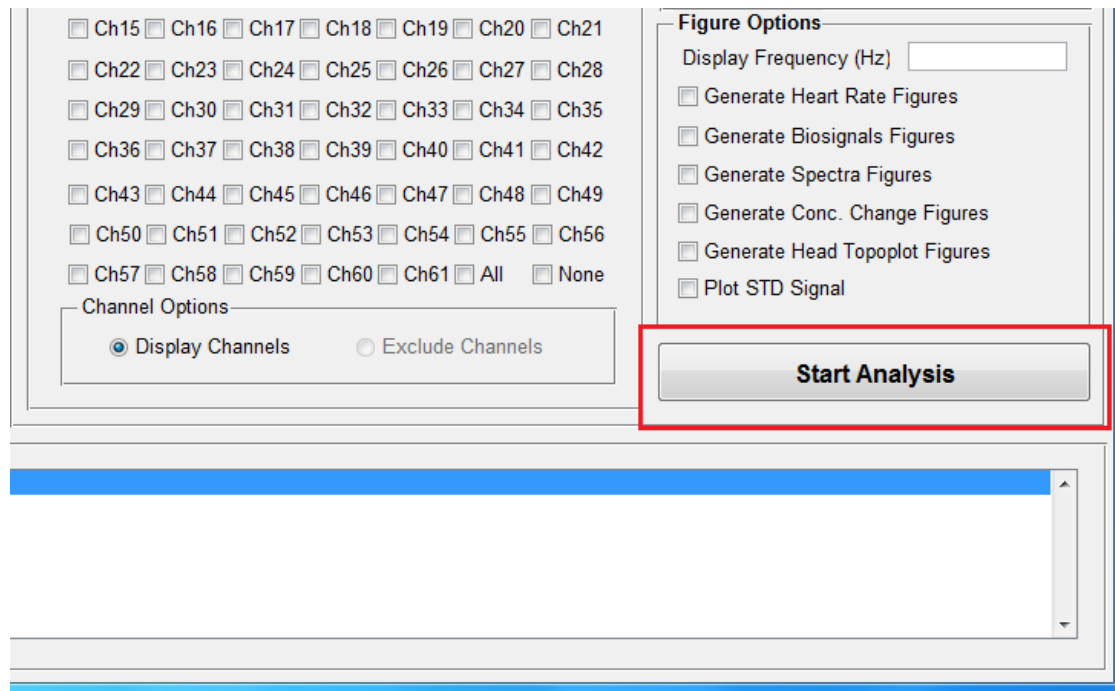 Ch15 Ch16 Ch17 Ch18 Ch19 Ch20 Ch21
Ch22 Ch23 Ch24 Ch25 Ch26 Ch27 Ch28
Ch29 Ch30 Ch31 Ch32 Ch33 Ch34 Ch35
Ch36 Ch37 Ch38 Ch39 Ch40 Ch41 Ch42
Ch43 Ch44 Ch45 Ch46 Ch47 Ch48 Ch49
Ch50 Ch51 Ch52 Ch53 Ch54 Ch55 Ch56
Ch57 Ch58 Ch59 Ch60 Ch61 All None
Channel Options
Display Channels Exclude Channels
Figure Options
Display Frequency (Hz)
Generate Heart Rate Figures
Generate Biosignals Figures
Generate Spectra Figures
Generate Conc. Change Figures
Generate Head Topoplot Figures
Plot STD Signal
Start Analysis